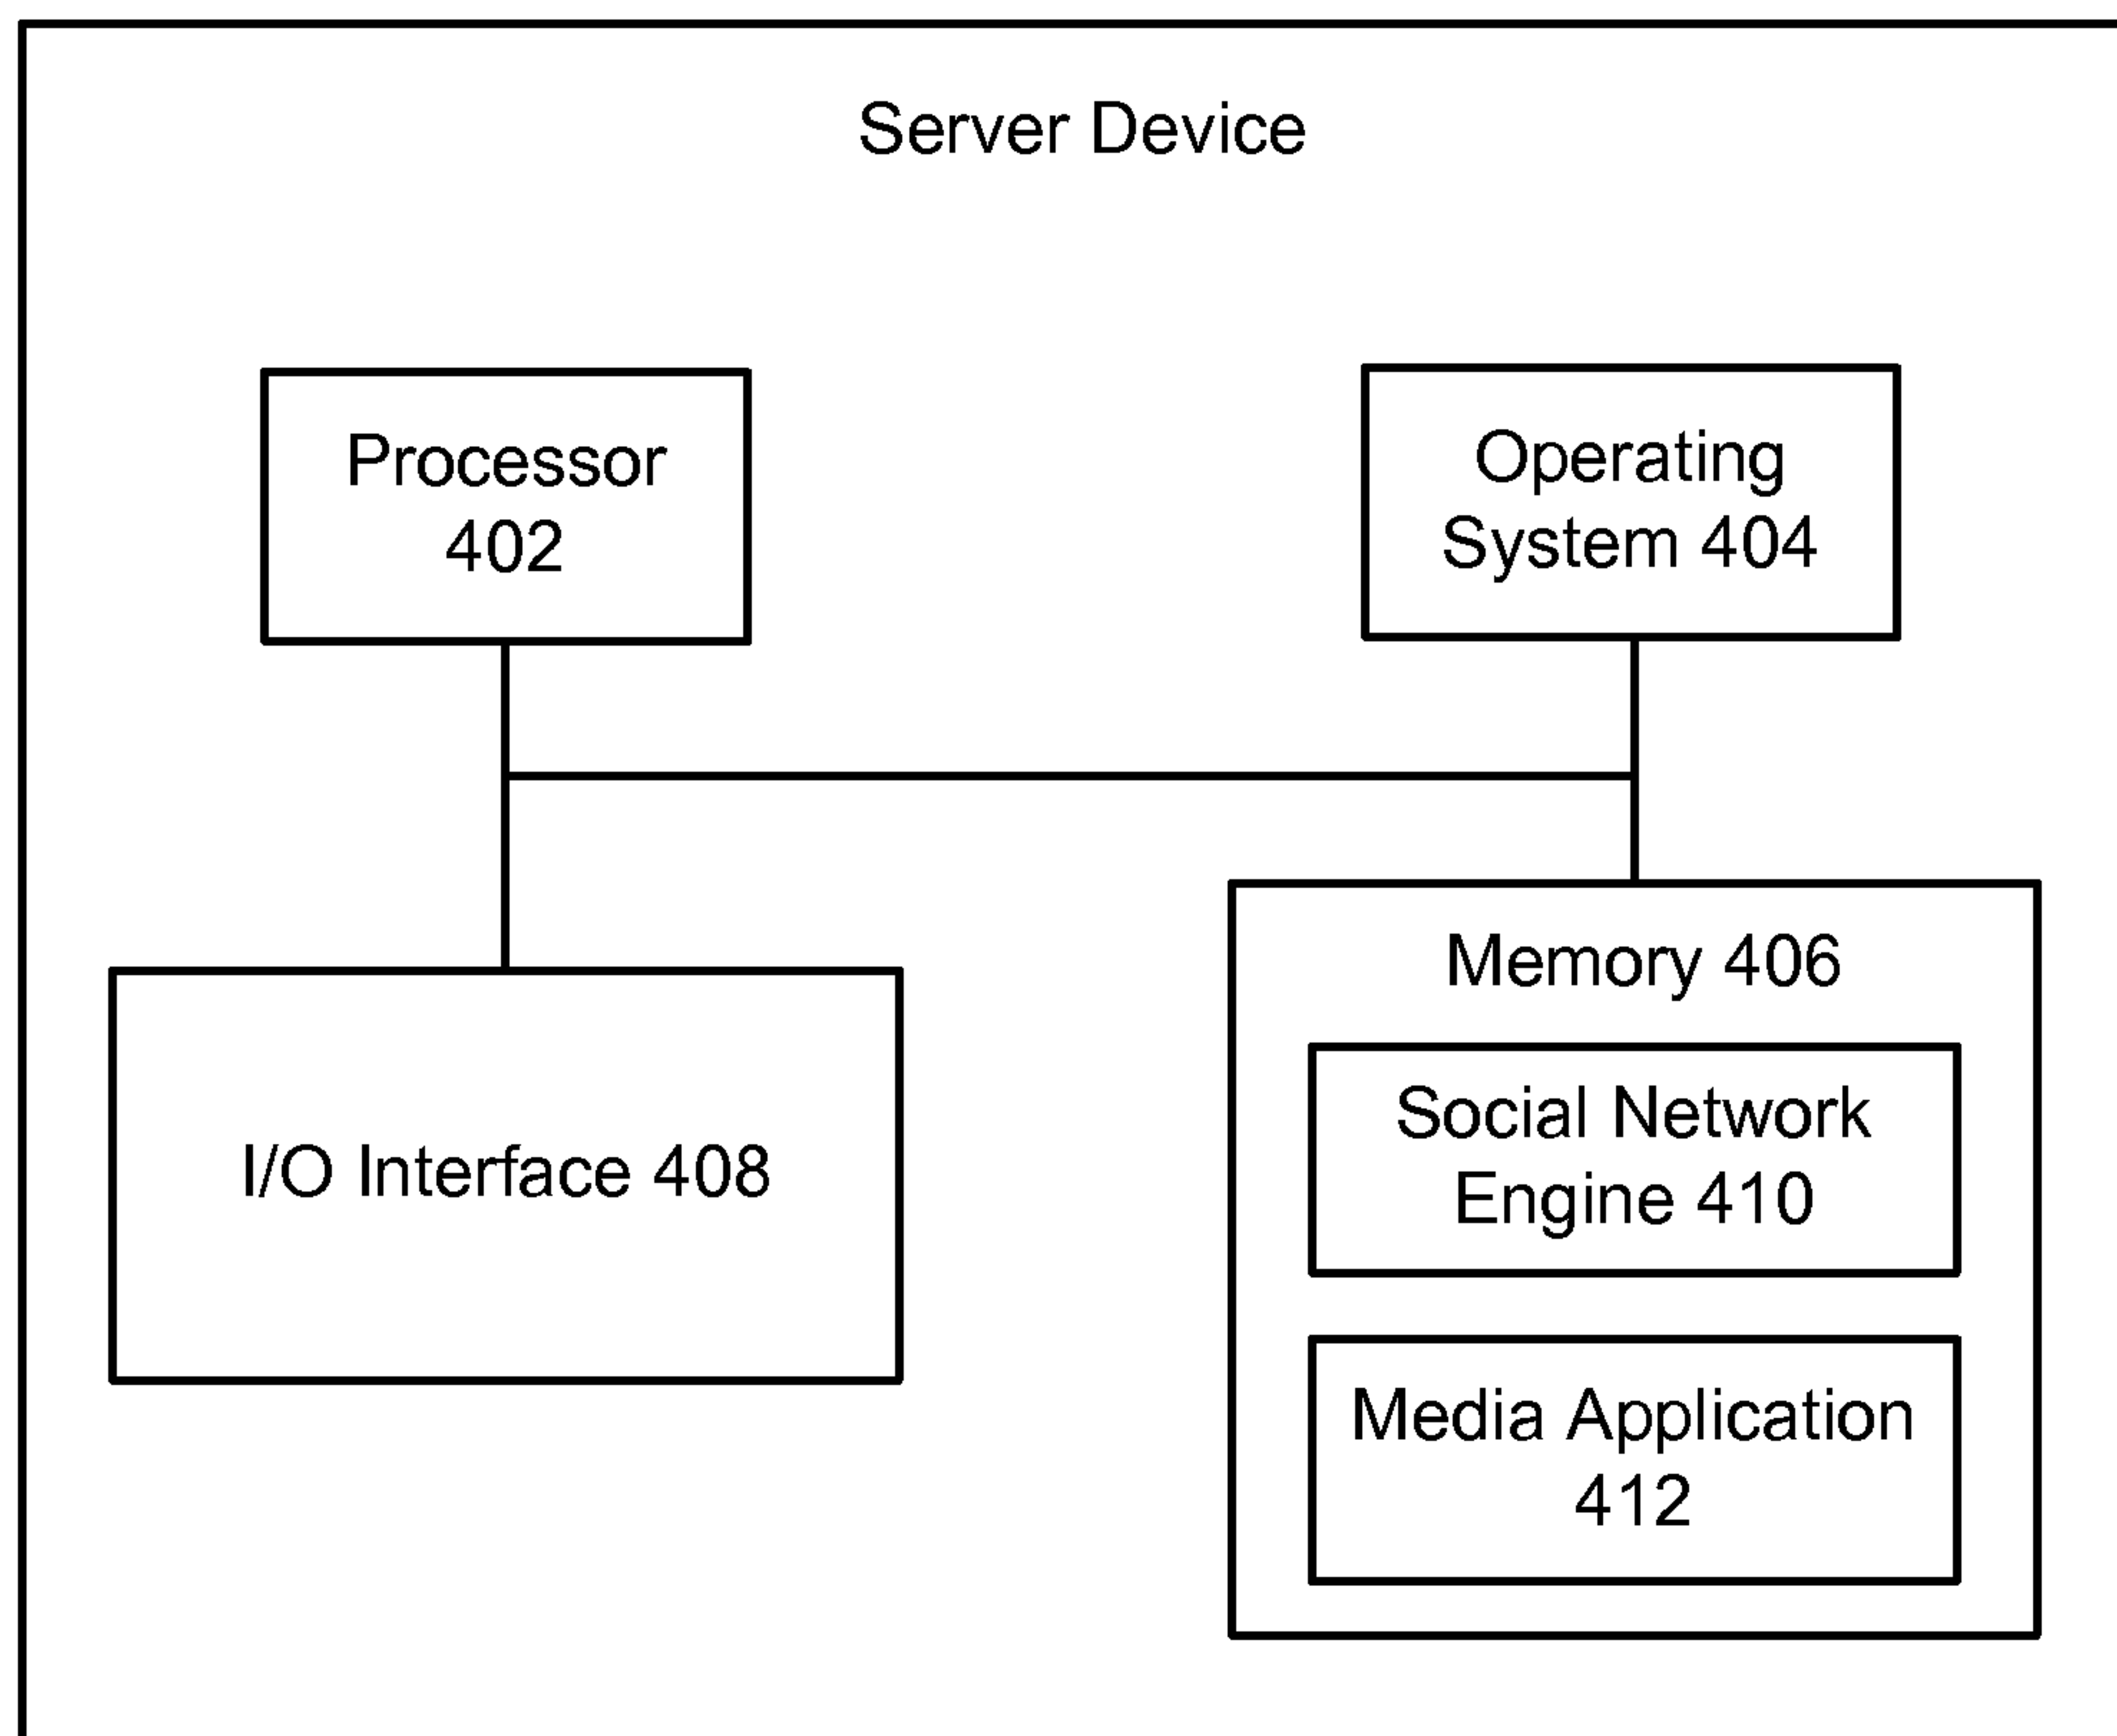 Server Device
Processor
402
Operating
System 404
I/O Interface 408
Memory 406
Social Network
Engine 410
Media Application
412